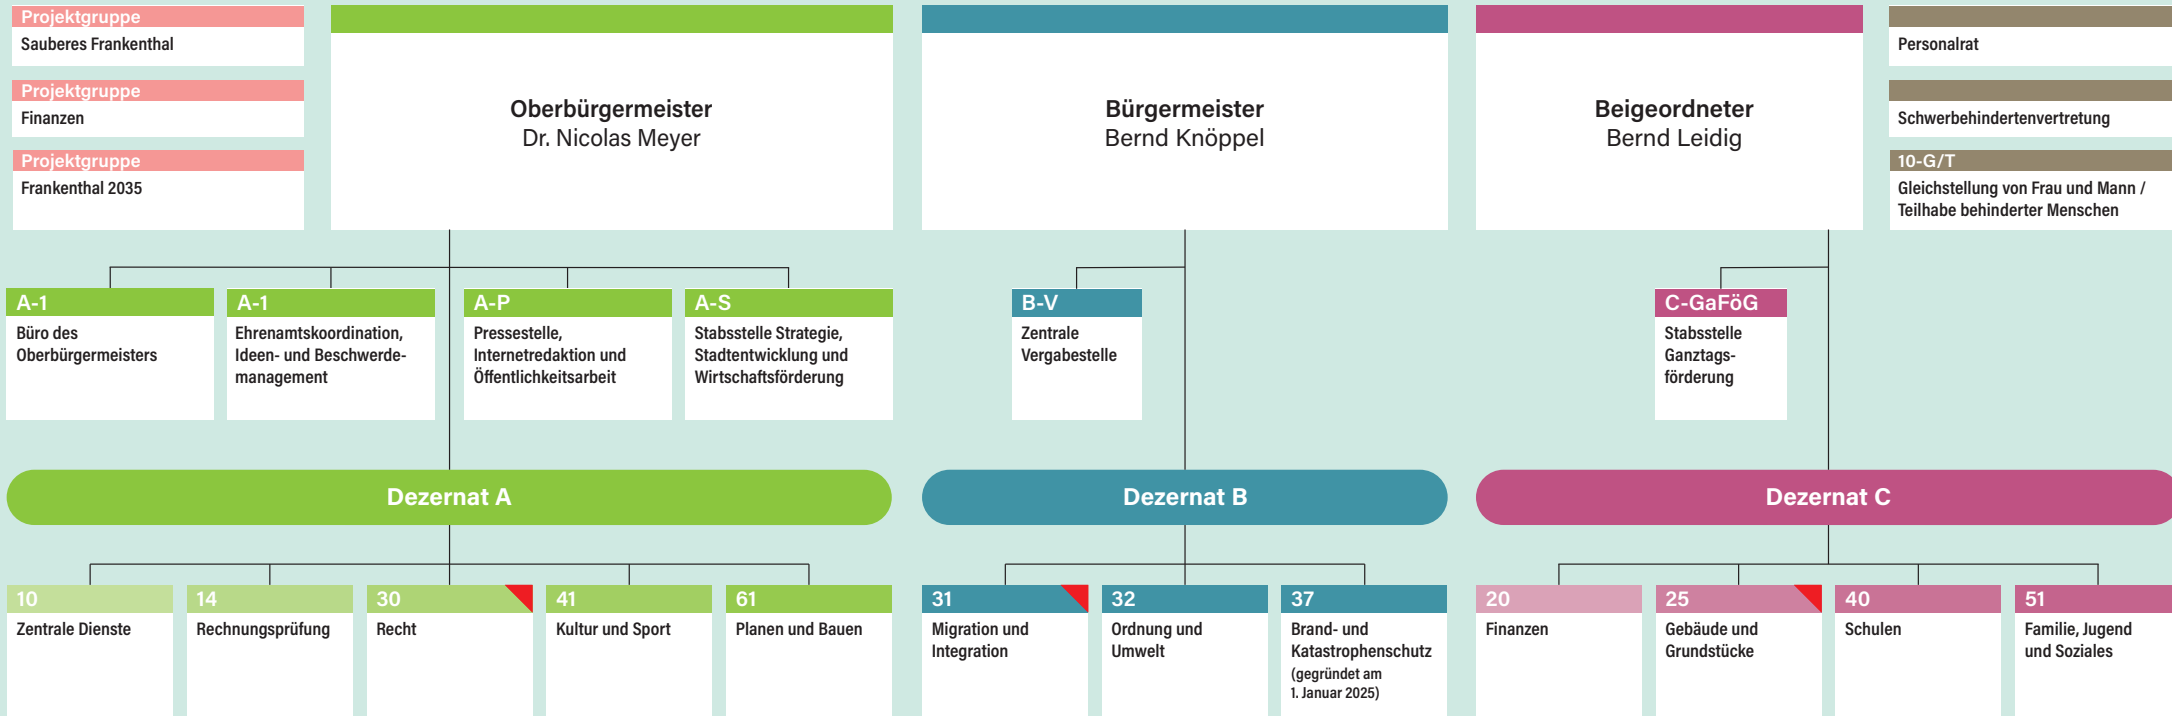 Projektgruppe
Sauberes Frankenthal
Projektgruppe
Finanzen
Projektgruppe
Frankenthal 2035
Oberbürgermeister
Dr. Nicolas Meyer
Bürgermeister
Bernd Knöppel
Beigeordneter
Bernd Leidig
Personalrat
Schwerbehindertenvertretung
10-G/T
Gleichstellung von Frau und Mann /
Teilhabe behinderter Menschen
A-1
Büro des
Oberbürgermeisters
A-1
Ehrenamtskoordination,
Ideen- und Beschwerde-
management
A-P
Pressestelle,
Internetredaktion und
Öffentlichkeitsarbeit
A-S
Stabsstelle Strategie,
Stadtentwicklung und
Wirtschaftsförderung
B-V
Zentrale
Vergabestelle
C-GaFöG
Stabsstelle
Ganztags-
förderung
Dezernat A
Dezernat B
Dezernat C
10
Zentrale Dienste
14
Rechnungsprüfung
30
Recht
41
Kultur und Sport
61
Planen und Bauen
31
Migration und
Integration
32
Ordnung und
Umwelt
37
Brand- und
Katastrophenschutz
(gegründet am
1. Januar 2025)
20
Finanzen
25
Gebäude und
Grundstücke
40
Schulen
51
Familie, Jugend
und Soziales